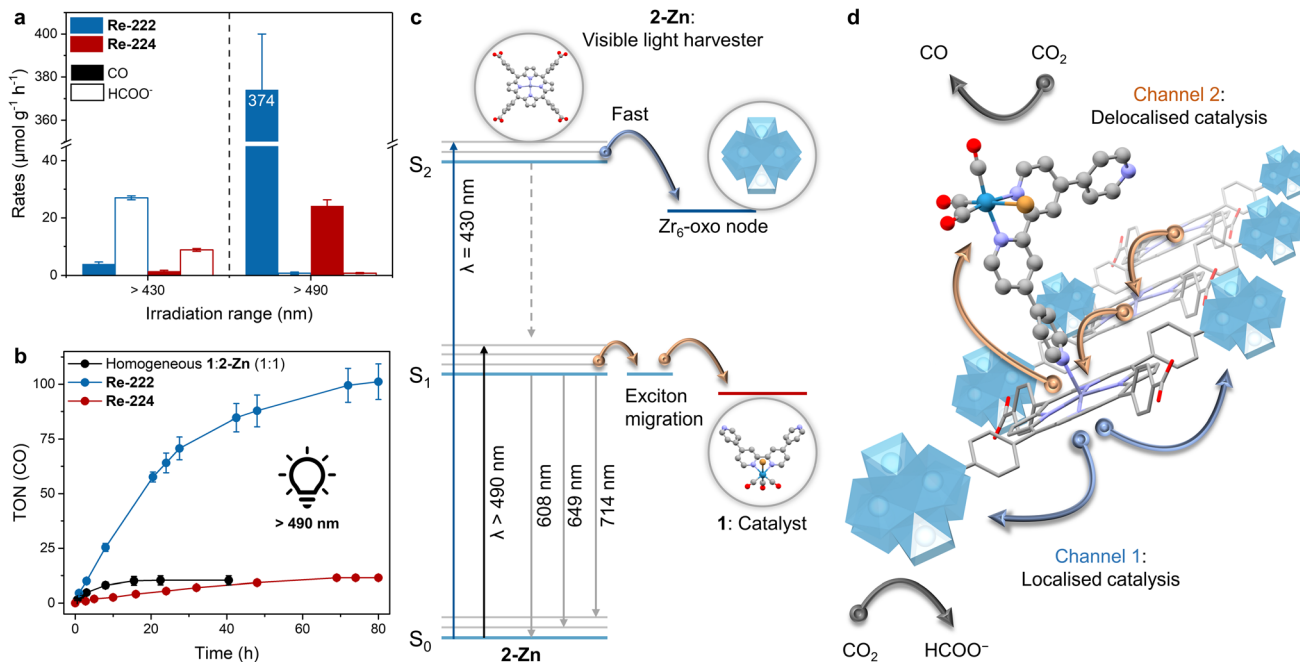 a
Re-222
Re-224
CO
HCOO⁻
Rates (μmol g⁻¹ h⁻¹)
400
380
360
40
20
0
374
> 430
> 490
Irradiation range (nm)
b
Homogeneous 1:2-Zn (1:1)
Re-222
Re-224
TON (CO)
100
75
50
25
0
> 490 nm
0
20
40
60
80
Time (h)
c
2-Zn:
Visible light harvester
Fast
S₂
Zr₆-oxo node
λ = 430 nm
S₁
Exciton
migration
λ > 490 nm
608 nm
649 nm
714 nm
1: Catalyst
S₀
2-Zn
d
CO
CO₂
Channel 2:
Delocalised catalysis
Channel 1:
Localised catalysis
CO₂
HCOO⁻